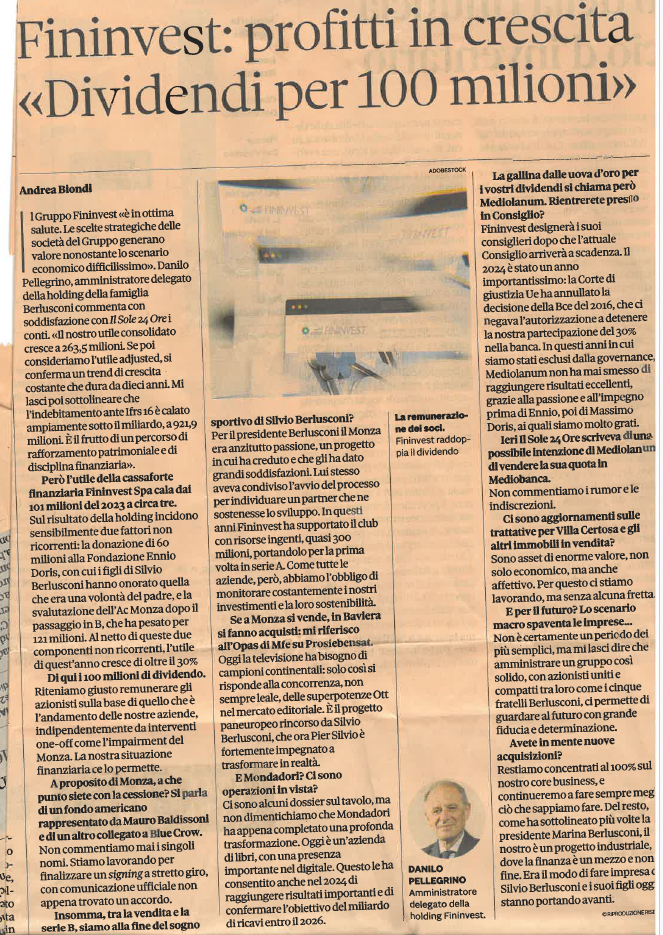 Fininvest: profitti in crescita
«Dividendi per 100 milioni»
Andrea Biondi
Il Gruppo Fininvest «è in ottima
salute. Le scelte strategiche delle
società del Gruppo generano
valore nonostante lo scenario
economico difficilissimo». Danilo
Pellegrino, amministratore delegato
della holding della famiglia
Berlusconi commenta con
soddisfazione con Il Sole 24 Ore i
conti. «Il nostro utile consolidato
cresce a 263,5 milioni. Se poi
consideriamo l'utile adjusted, si
conferma un trend di crescita
costante che dura da dieci anni. Mi
lasci poi sottolineare che
l'indebitamento ante Ifrs 16 è calato
ampiamente sotto il miliardo, a 921,9
milioni. È il frutto di un percorso di
rafforzamento patrimoniale e di
disciplina finanziaria».
Però l'utile della cassaforte
finanziaria Fininvest Spa cala dai
101 milioni del 2023 a circa tre.
Sul risultato della holding incidono
sensibilmente due fattori non
ricorrenti: la donazione di 60
milioni alla Fondazione Ennio
Doris, con cui i figli di Silvio
Berlusconi hanno onorato quella
che era una volontà del padre, e la
svalutazione dell'Ac Monza dopo il
passaggio in B, che ha pesato per
121 milioni. Al netto di queste due
componenti non ricorrenti, l'utile
di quest'anno cresce di oltre il 30%
Di qui i 100 milioni di dividendo.
Riteniamo giusto remunerare gli
azionisti sulla base di quello che è
l'andamento delle nostre aziende,
indipendentemente da interventi
one-off come l'impairment del
Monza. La nostra situazione
finanziaria ce lo permette.
A proposito di Monza, a che
punto siete con la cessione? Si parla
di un fondo americano
rappresentato da Mauro Baldissoni
e di un altro collegato a Blue Crow.
Non commentiamo mai i singoli
nomi. Stiamo lavorando per
finalizzare un signing a stretto giro,
con comunicazione ufficiale non
appena trovato un accordo.
Insomma, tra la vendita e la
serie B, siamo alla fine del sogno
ADOBESTOCK
FININVEST
FININVEST
sportivo di Silvio Berlusconi?
Per il presidente Berlusconi il Monza
era anzitutto passione, un progetto
in cui ha creduto e che gli ha dato
grandi soddisfazioni. Lui stesso
aveva condiviso l'avvio del processo
per individuare un partner che ne
sostenesse lo sviluppo. In questi
anni Fininvest ha supportato il club
con risorse ingenti, quasi 300
milioni, portandolo per la prima
volta in serie A. Come tutte le
aziende, però, abbiamo l'obbligo di
monitorare costantemente i nostri
investimenti e la loro sostenibilità.
Se a Monza si vende, in Baviera
si fanno acquisti: mi riferisco
all'Opas di Mfe su Prosiebensat.
Oggi la televisione ha bisogno di
campioni continentali: solo così si
risponde alla concorrenza, non
sempre leale, delle superpotenze Ott
nel mercato editoriale. È il progetto
paneuropeo rincorso da Silvio
Berlusconi, che ora Pier Silvio è
fortemente impegnato a
trasformare in realtà.
E Mondadori? Ci sono
operazioni in vista?
Ci sono alcuni dossier sul tavolo, ma
non dimentichiamo che Mondadori
ha appena completato una profonda
trasformazione. Oggi è un'azienda
di libri, con una presenza
importante nel digitale. Questo le ha
consentito anche nel 2024 di
raggiungere risultati importanti e di
confermare l'obiettivo del miliardo
di ricavi entro il 2026.
La remunerazio-
ne dei soci.
Fininvest raddop-
pia il dividendo
DANILO
PELLEGRINO
Amministratore
delegato della
holding Fininvest.
La gallina dalle uova d'oro per
i vostri dividendi si chiama però
Mediolanum. Rientrerete presto
in Consiglio?
Fininvest designerà i suoi
consiglieri dopo che l'attuale
Consiglio arriverà a scadenza. Il
2024 è stato un anno
importantissimo: la Corte di
giustizia Ue ha annullato la
decisione della Bce del 2016, che ci
negava l'autorizzazione a detenere
la nostra partecipazione del 30%
nella banca. In questi anni in cui
siamo stati esclusi dalla governance,
Mediolanum non ha mai smesso di
raggiungere risultati eccellenti,
grazie alla passione e all'impegno
prima di Ennio, poi di Massimo
Doris, ai quali siamo molto grati.
Ieri Il Sole 24 Ore scriveva di una
possibile intenzione di Mediolanum
di vendere la sua quota in
Mediobanca.
Non commentiamo i rumor e le
indiscrezioni.
Ci sono aggiornamenti sulle
trattative per Villa Certosa e gli
altri immobili in vendita?
Sono asset di enorme valore, non
solo economico, ma anche
affettivo. Per questo ci stiamo
lavorando, ma senza alcuna fretta.
E per il futuro? Lo scenario
macro spaventa le imprese...
Non è certamente un periodo dei
più semplici, ma mi lasci dire che
amministrare un gruppo così
solido, con azionisti uniti e
compatti tra loro come i cinque
fratelli Berlusconi, ci permette di
guardare al futuro con grande
fiducia e determinazione.
Avete in mente nuove
acquisizioni?
Restiamo concentrati al 100% sul
nostro core business, e
continueremo a fare sempre meg
ciò che sappiamo fare. Del resto,
come ha sottolineato più volte la
presidente Marina Berlusconi, il
nostro è un progetto industriale,
dove la finanza è un mezzo e non
fine. Era il modo di fare impresa d
Silvio Berlusconi e i suoi figli ogg
stanno portando avanti.
©RIPRODUZIONE RISE